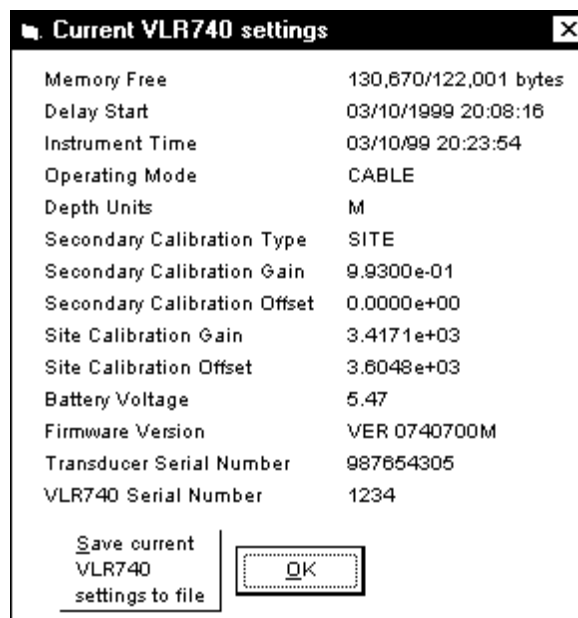 Current VLR740 settings
Memory Free 130,670/122,001 bytes
Delay Start 03/10/1999 20:08:16
Instrument Time 03/10/99 20:23:54
Operating Mode CABLE
Depth Units M
Secondary Calibration Type SITE
Secondary Calibration Gain 9.9300e-01
Secondary Calibration Offset 0.0000e+00
Site Calibration Gain 3.4171e+03
Site Calibration Offset 3.6048e+03
Battery Voltage 5.47
Firmware Version VER 0740700M
Transducer Serial Number 987654305
VLR740 Serial Number 1234
Save current
VLR740
settings to file
OK